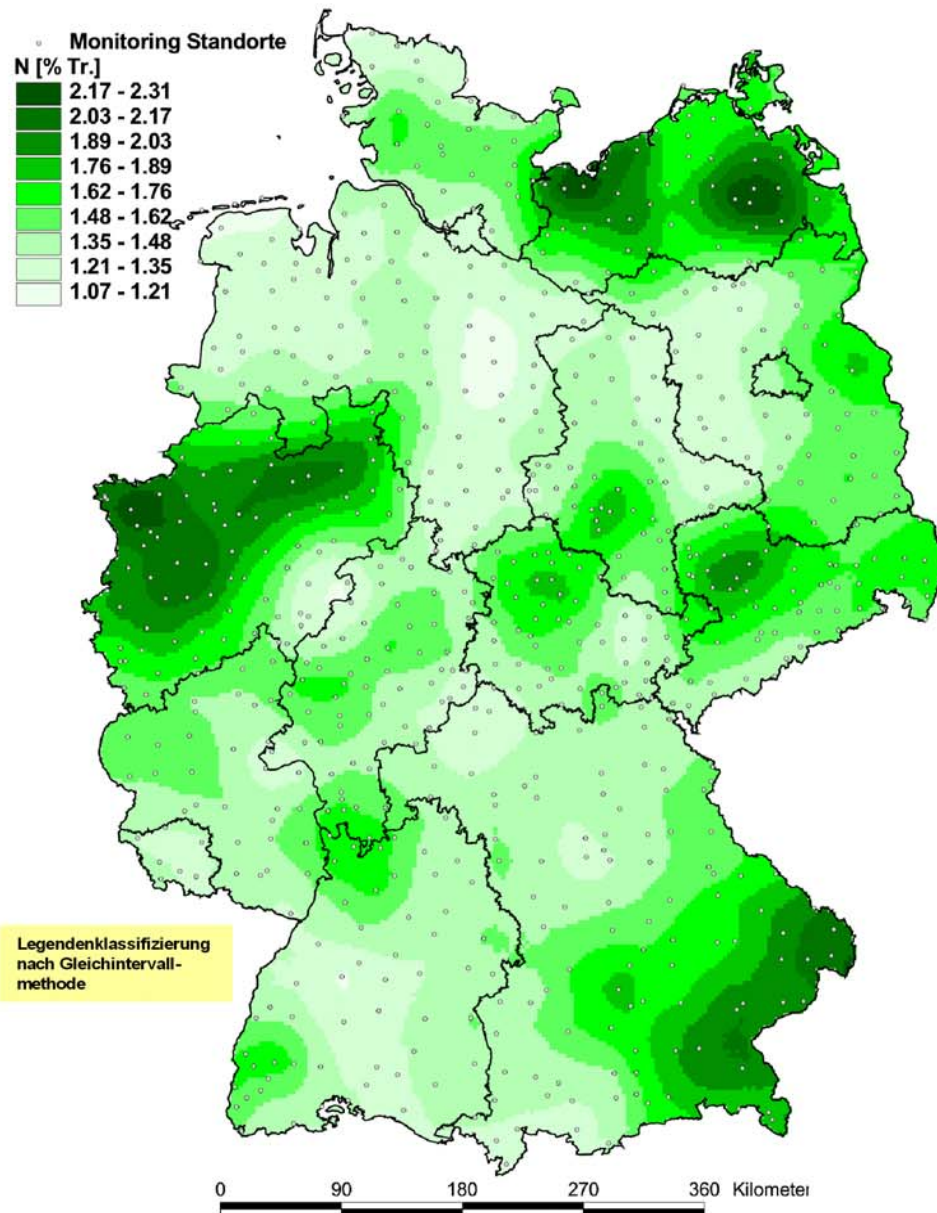 Monitoring Standorte
N [% Tr.]
2.17 - 2.31
2.03 - 2.17
1.89 - 2.03
1.76 - 1.89
1.62 - 1.76
1.48 - 1.62
1.35 - 1.48
1.21 - 1.35
1.07 - 1.21
Legendenklassifizierung
nach Gleichintervall-
methode
0 90 180 270 360 Kilometer